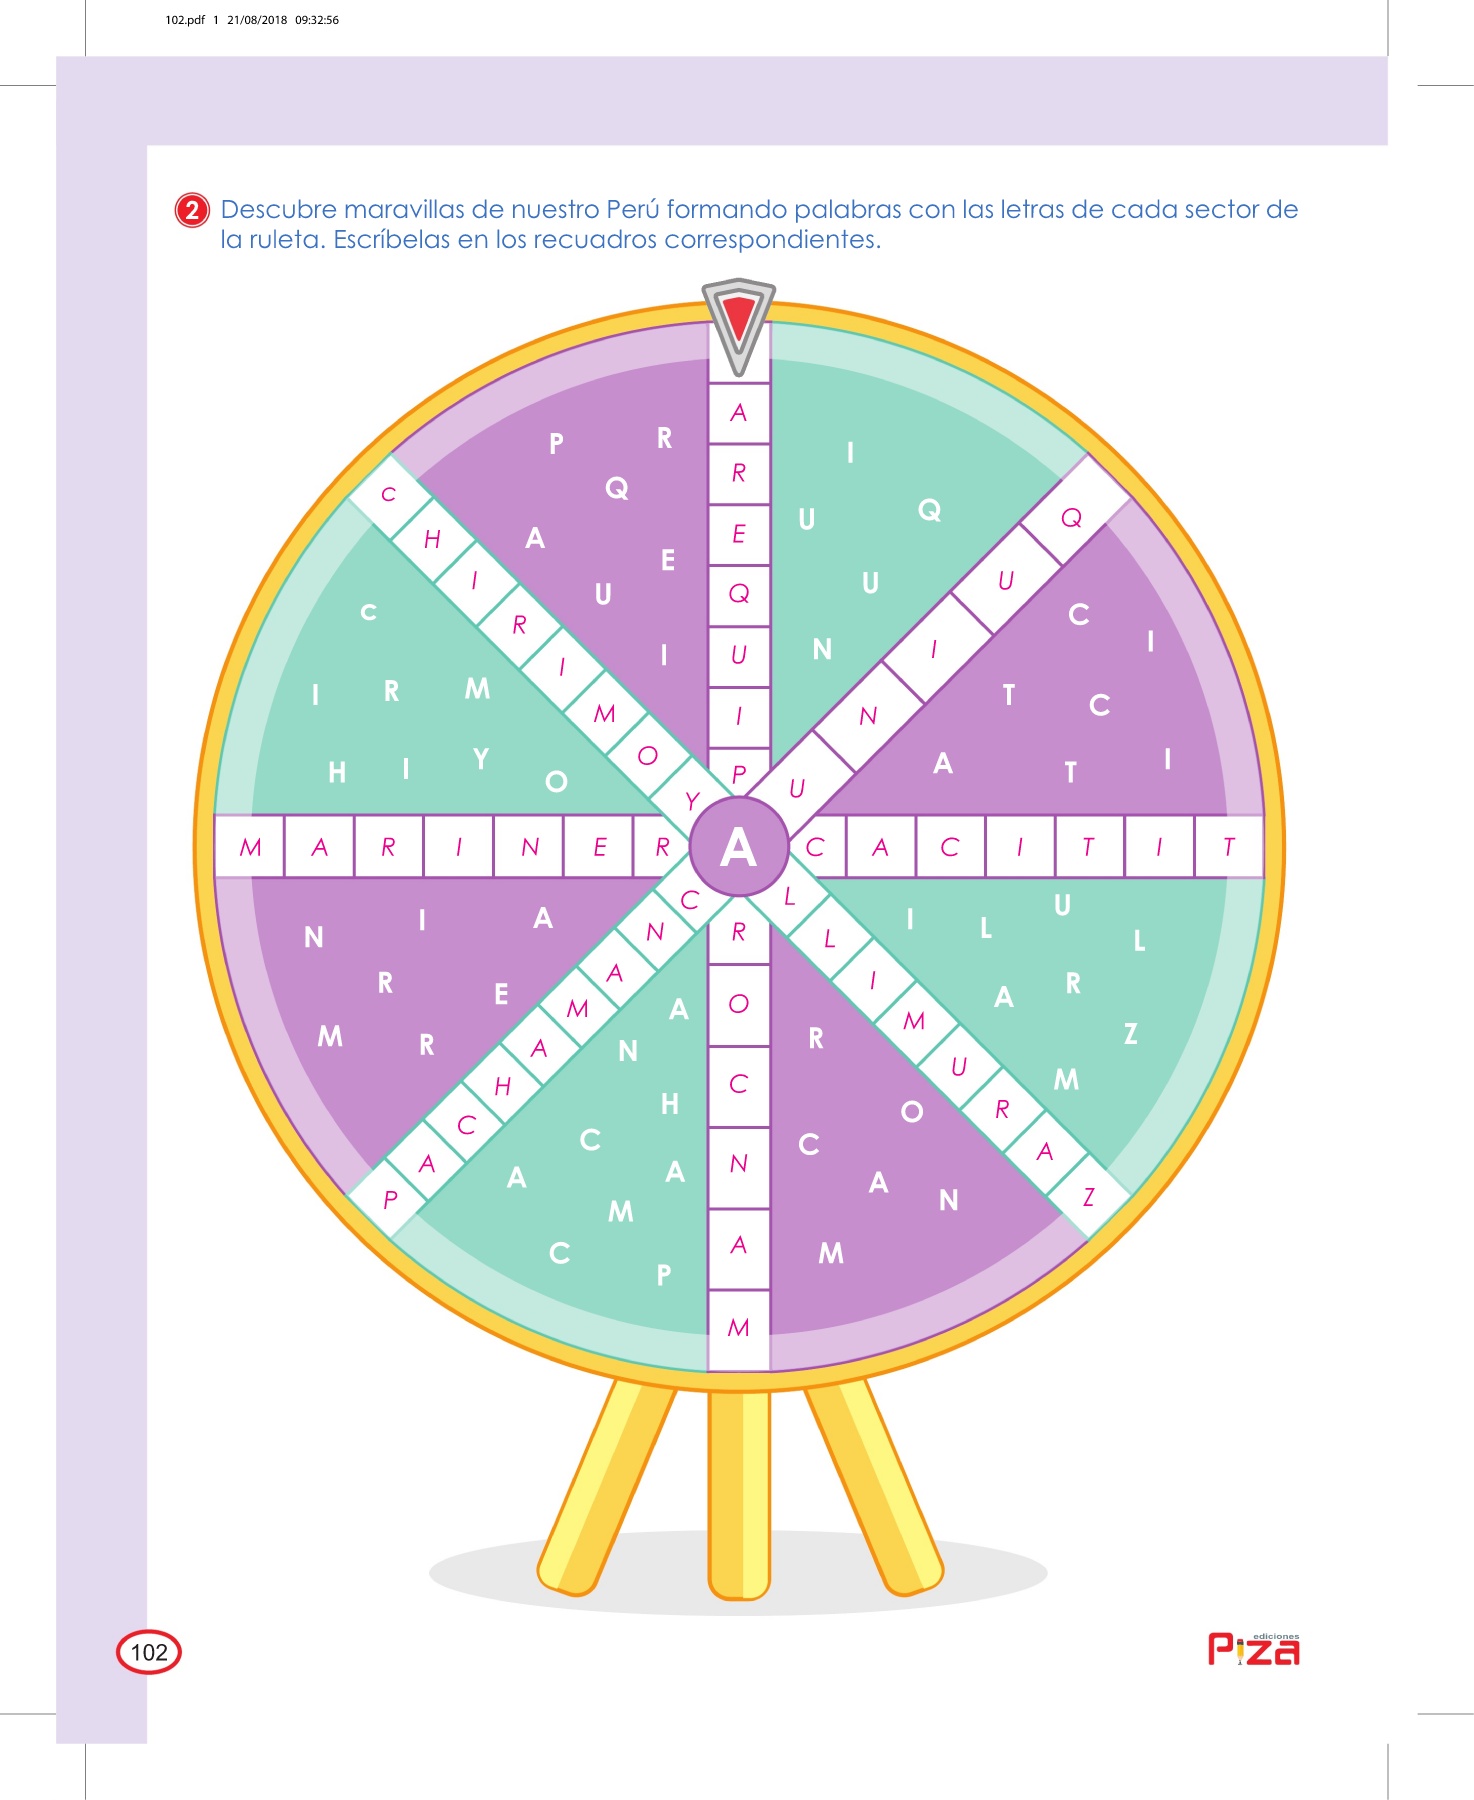 102.pdf 1 21/08/2018 09:32:56
2 Descubre maravillas de nuestro Perú formando palabras con las letras de cada sector de
la ruleta. Escríbelas en los recuadros correspondientes.
A R E Q U I P
P R
Q
A
E
U
I
I
U Q
U
N
Q U I N U
C I
T C
A T I
C A C I T I T
I L U L
A R
Z
M
L L I M U R A Z
R
O
C
A N
M
R O C N A M
A
N
H
C
A A
M
C P
P A C H A M A N C
N I A
R E
M R
M A R I N E R
C
I R M
H I Y O
C H I R I M O Y
A
102
ediciones
Piza